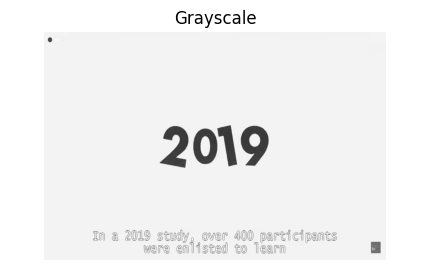 Grayscale
2019
In a 2019 study, over 400 participants
were enlisted to learn